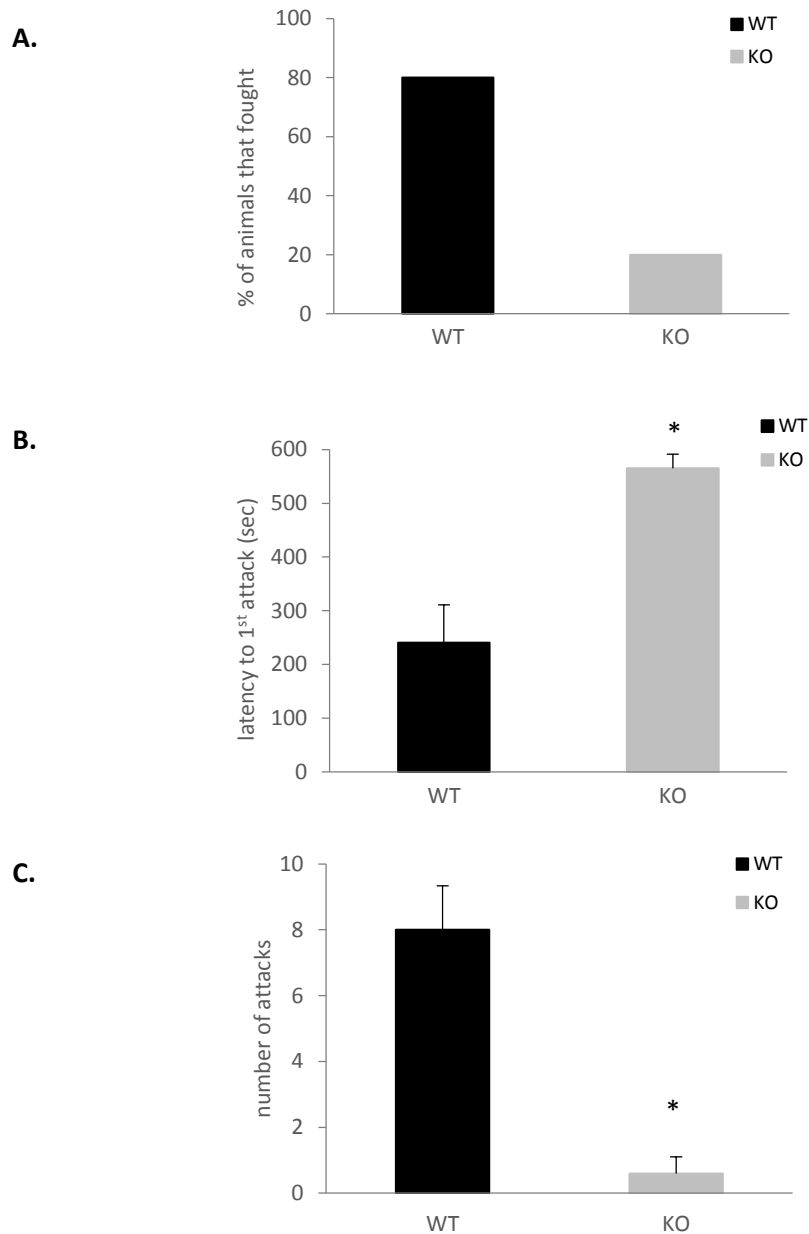 A.
% of animals that fought
100
80
60
40
20
0
WT
KO
WT
KO
B.
latency to 1st attack (sec)
600
500
400
300
200
100
0
*
WT
KO
WT
KO
C.
number of attacks
10
8
6
4
2
0
*
WT
KO
WT
KO